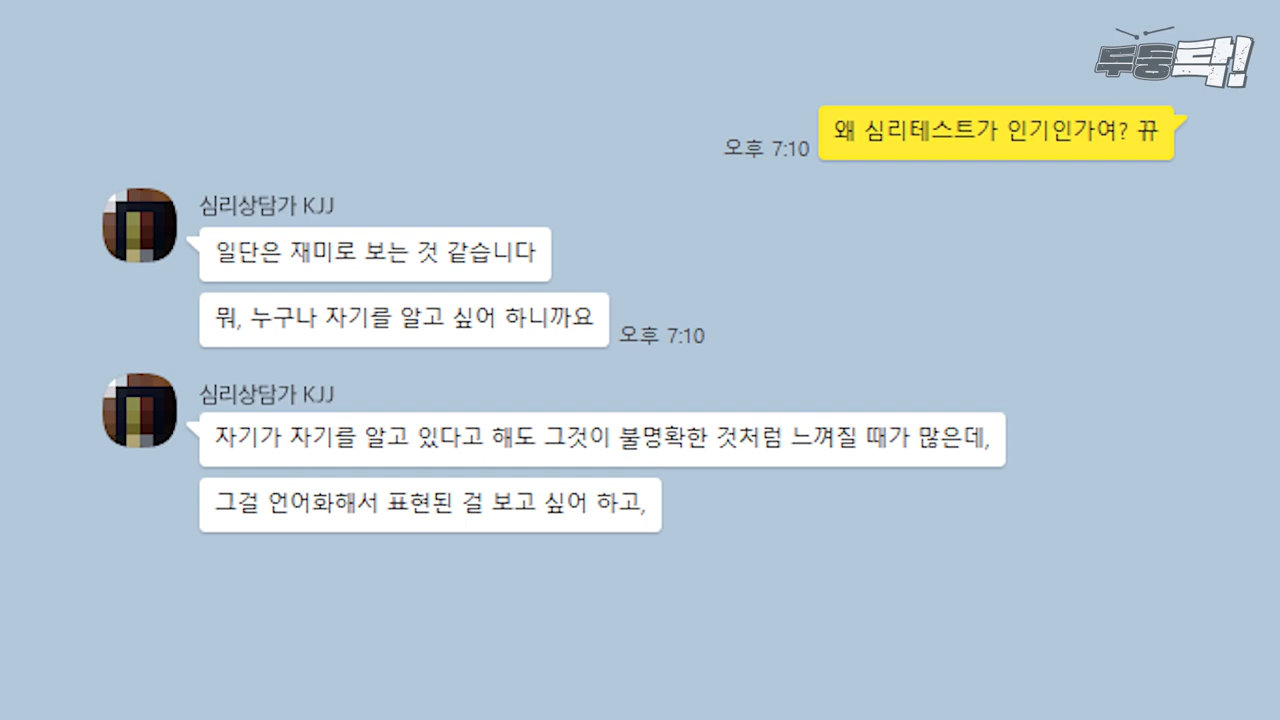 두둥탁!
왜 심리테스트가 인기인가여? 뀨
오후 7:10
심리상담가 KJJ
일단은 재미로 보는 것 같습니다
뭐, 누구나 자기를 알고 싶어 하니까요
오후 7:10
심리상담가 KJJ
자기가 자기를 알고 있다고 해도 그것이 불명확한 것처럼 느껴질 때가 많은데,
그걸 언어화해서 표현된 걸 보고 싶어 하고,